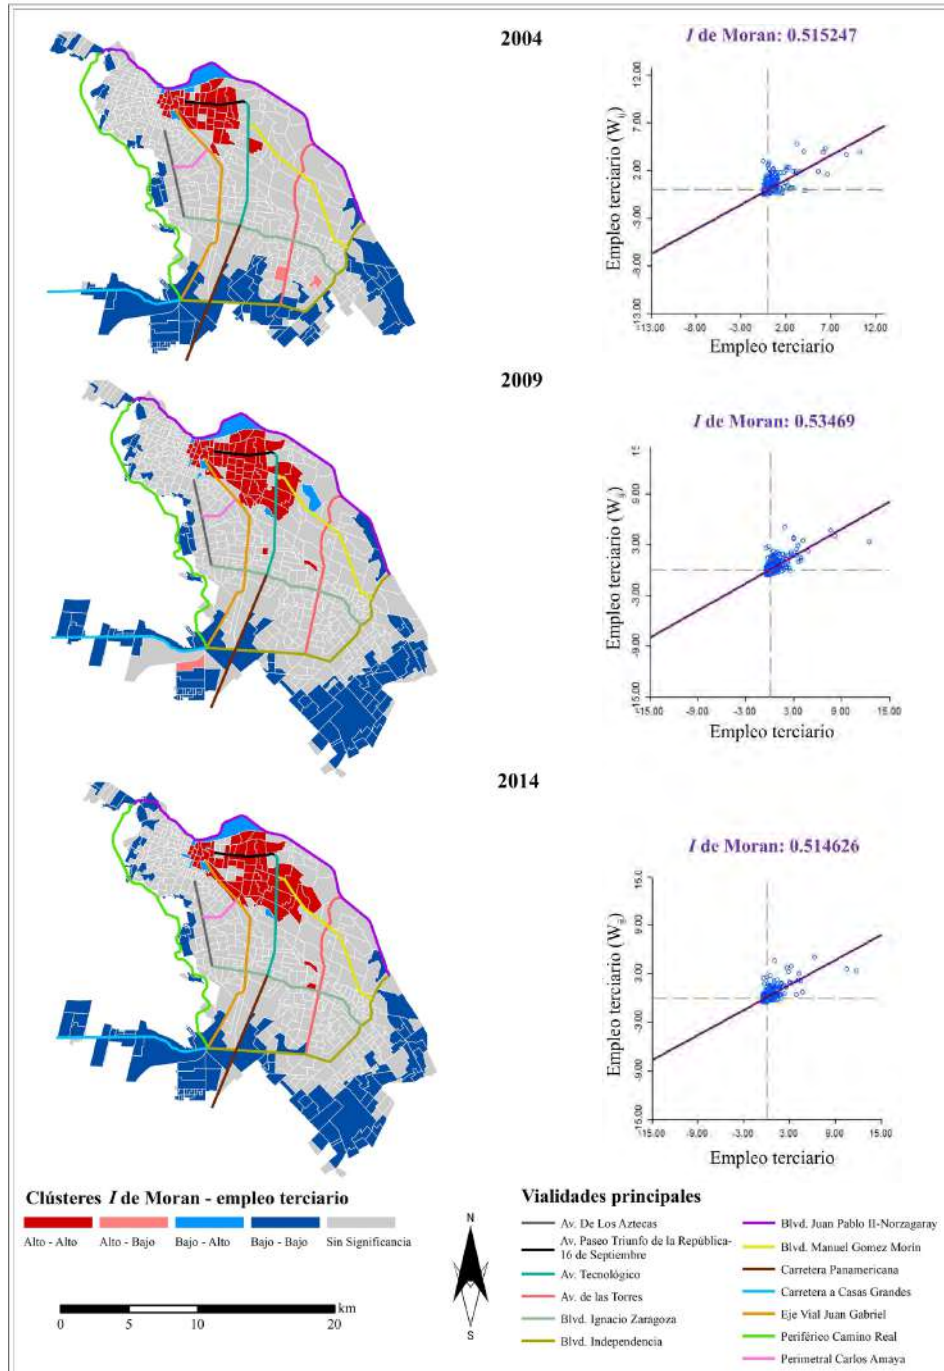 2004
I de Moran: 0.515247
Empleo terciario (Wij)
12.00
7.00
2.00
-3.00
-8.00
-13.00
-13.00 -8.00 -3.00 2.00 7.00 12.00
Empleo terciario
2009
I de Moran: 0.53469
Empleo terciario (Wij)
15
9.00
3.00
-3.00
-9.00
-15.00
-15.00 -9.00 -3.00 3.00 9.00 15.00
Empleo terciario
2014
I de Moran: 0.514626
Empleo terciario (Wij)
15.0
9.00
3.00
-3.00
-9.00
-15.00
-15.00 -9.00 -3.00 3.00 9.00 15.00
Empleo terciario
Clústeres I de Moran - empleo terciario
Alto - Alto Alto - Bajo Bajo - Alto Bajo - Bajo Sin Significancia
km
0 5 10 20
N
S
Vialidades principales
Av. De Los Aztecas
Av. Paseo Triunfo de la República-
16 de Septiembre
Av. Tecnológico
Av. de las Torres
Blvd. Ignacio Zaragoza
Blvd. Independencia
Blvd. Juan Pablo II-Norzagaray
Blvd. Manuel Gomez Morin
Carretera Panamericana
Carretera a Casas Grandes
Eje Vial Juan Gabriel
Periférico Camino Real
Perimetral Carlos Amaya